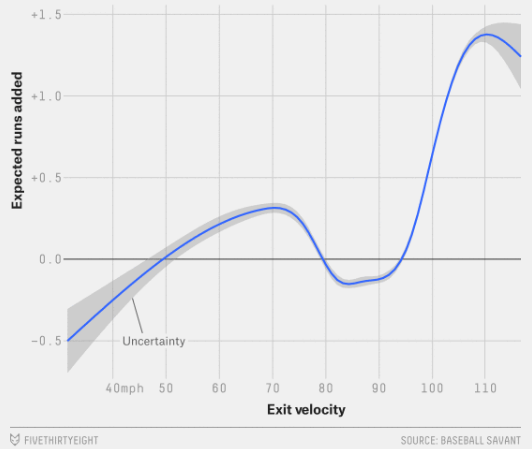 +1.5
+1.0
+0.5
0.0
−0.5
Expected runs added
Uncertainty
40mph 50 60 70 80 90 100 110
Exit velocity
FIVETHIRTYEIGHT
SOURCE: BASEBALL SAVANT